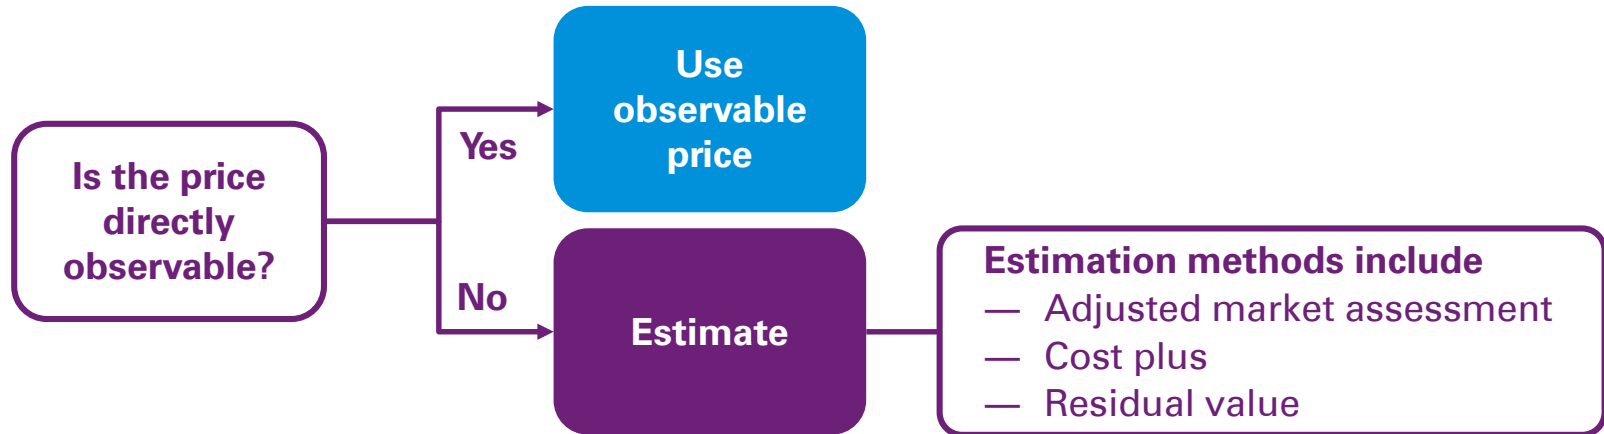 Is the price
directly
observable?
Yes
Use
observable
price
No
Estimate
Estimation methods include
— Adjusted market assessment
— Cost plus
— Residual value